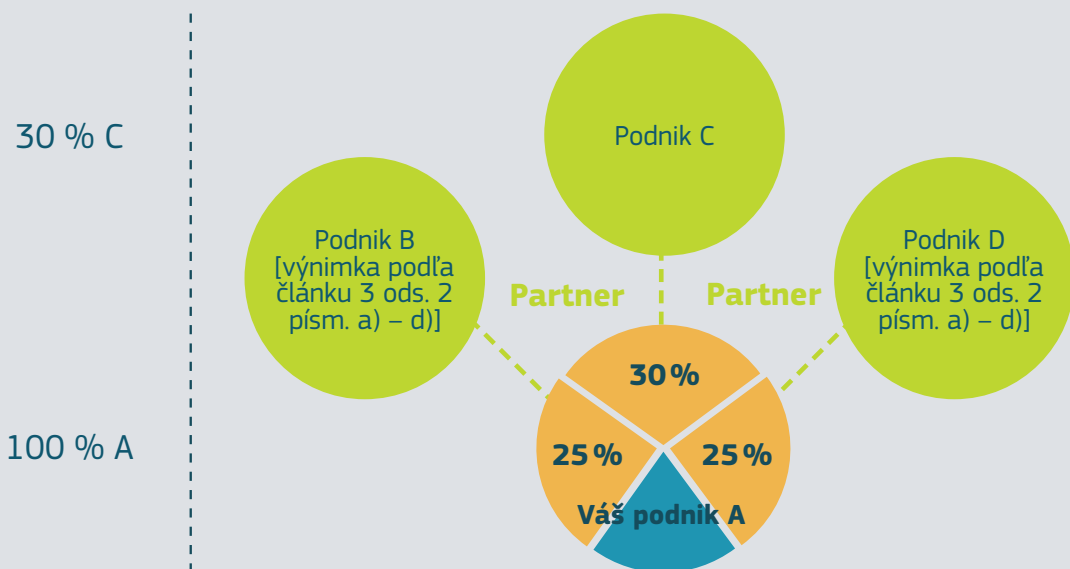 30 % C
Podnik C
Podnik B
[výnimka podľa
článku 3 ods. 2
písm. a) – d)]
Podnik D
[výnimka podľa
článku 3 ods. 2
písm. a) – d)]
Partner
Partner
30 %
100 % A
25 %
25 %
Váš podnik A